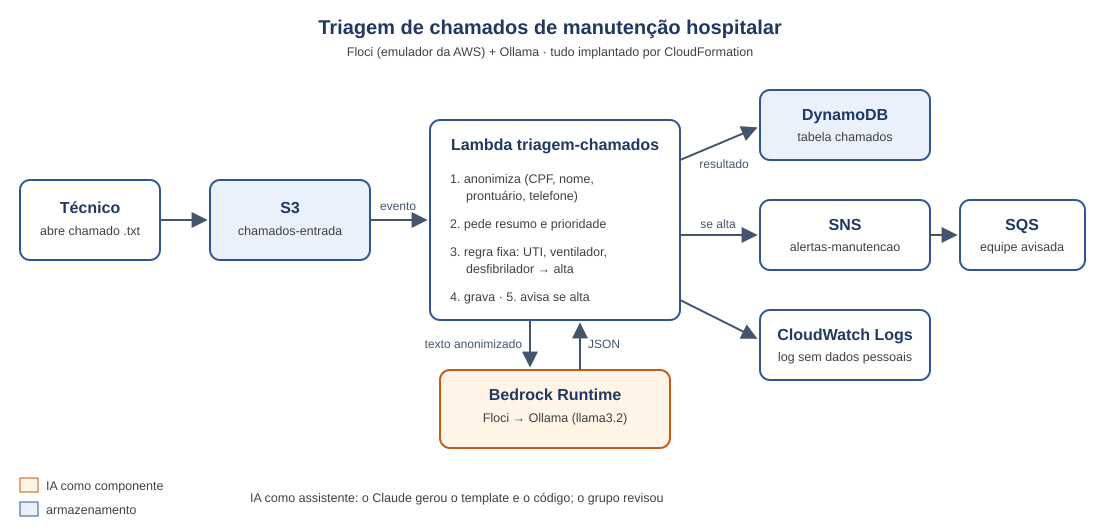 Triagem de chamados de manutenção hospitalar
Floci (emulador da AWS) + Ollama · tudo implantado por CloudFormation
Técnico
abre chamado .txt
S3
chamados-entrada
evento
Lambda triagem-chamados
1. anonimiza (CPF, nome,
prontuário, telefone)
2. pede resumo e prioridade
3. regra fixa: UTI, ventilador,
desfibrilador → alta
4. grava · 5. avisa se alta
resultado
DynamoDB
tabela chamados
se alta
SNS
alertas-manutencao
SQS
equipe avisada
CloudWatch Logs
log sem dados pessoais
texto anonimizado
JSON
Bedrock Runtime
Floci → Ollama (llama3.2)
IA como componente
armazenamento
IA como assistente: o Claude gerou o template e o código; o grupo revisou